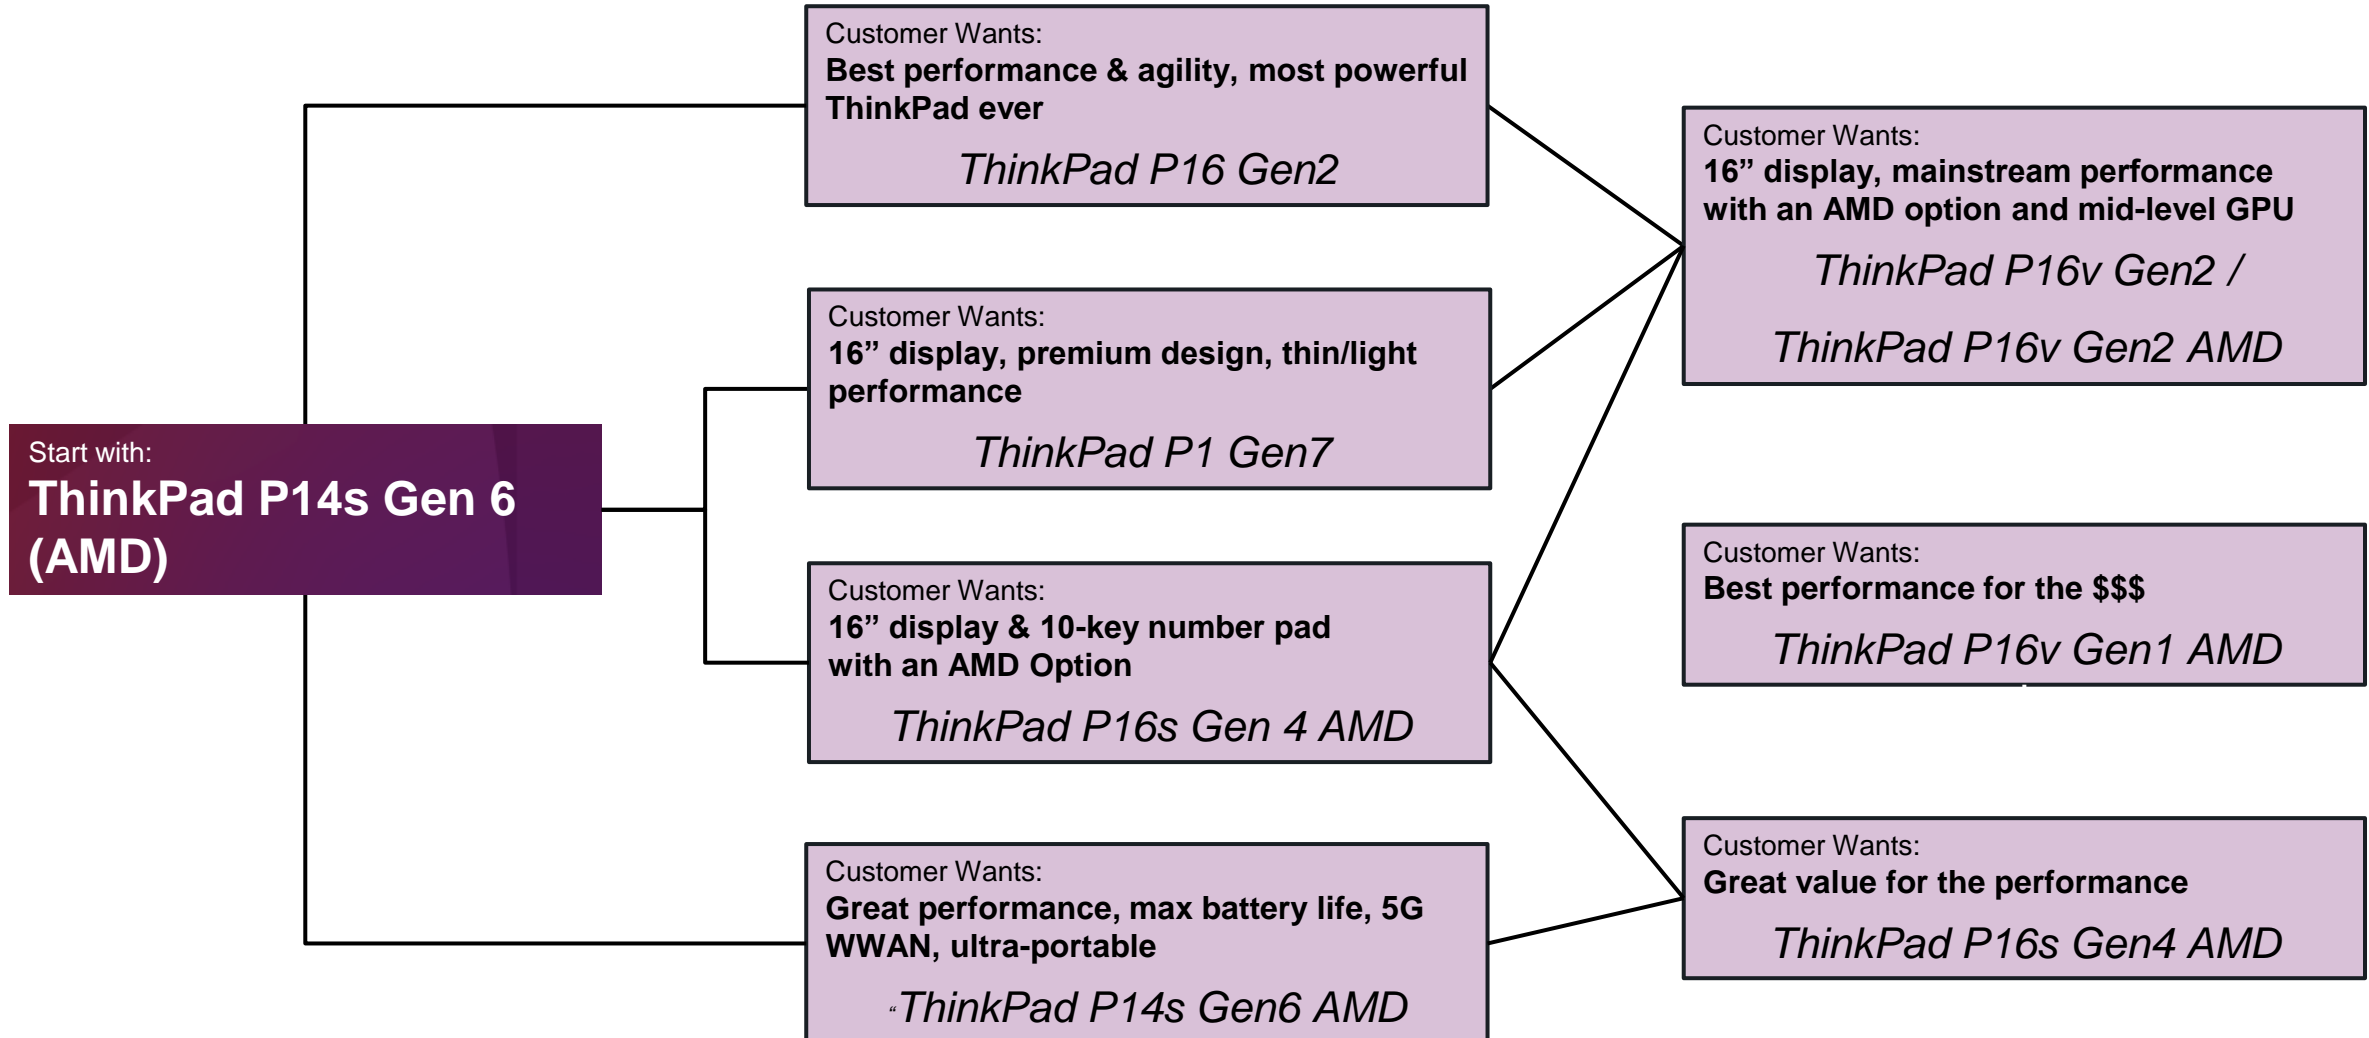 Start with:
ThinkPad P14s Gen 6
(AMD)
Customer Wants:
Best performance & agility, most powerful
ThinkPad ever
ThinkPad P16 Gen2
Customer Wants:
16” display, premium design, thin/light
performance
ThinkPad P1 Gen7
Customer Wants:
16” display & 10-key number pad
with an AMD Option
ThinkPad P16s Gen 4 AMD
Customer Wants:
Great performance, max battery life, 5G
WWAN, ultra-portable
“ThinkPad P14s Gen6 AMD
Customer Wants:
16” display, mainstream performance
with an AMD option and mid-level GPU
ThinkPad P16v Gen2 /
ThinkPad P16v Gen2 AMD
Customer Wants:
Best performance for the $$$
ThinkPad P16v Gen1 AMD
Customer Wants:
Great value for the performance
ThinkPad P16s Gen4 AMD